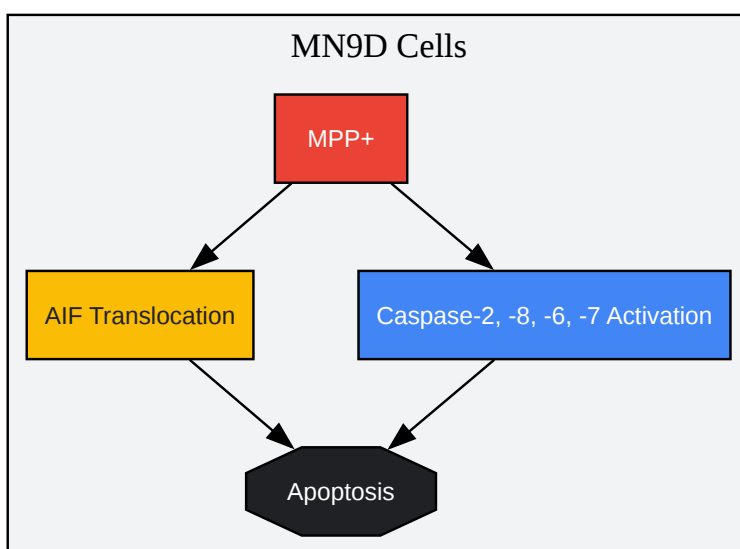 MN9D Cells
MPP+
AIF Translocation
Caspase-2, -8, -6, -7 Activation
Apoptosis